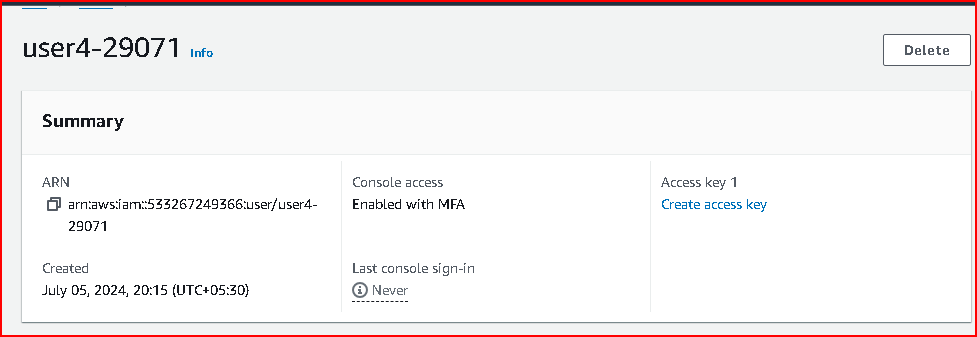 user4-29071 Info
Delete
Summary
ARN
arn:aws:iam::533267249366:user/user4-
29071
Created
July 05, 2024, 20:15 (UTC+05:30)
Console access
Enabled with MFA
Last console sign-in
Never
Access key 1
Create access key